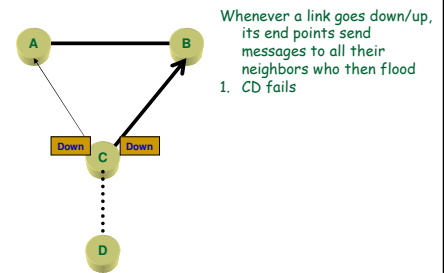 Whenever a link goes down/up,
its end points send
messages to all their
neighbors who then flood
1. CD fails
A
B
Down
Down
C
D